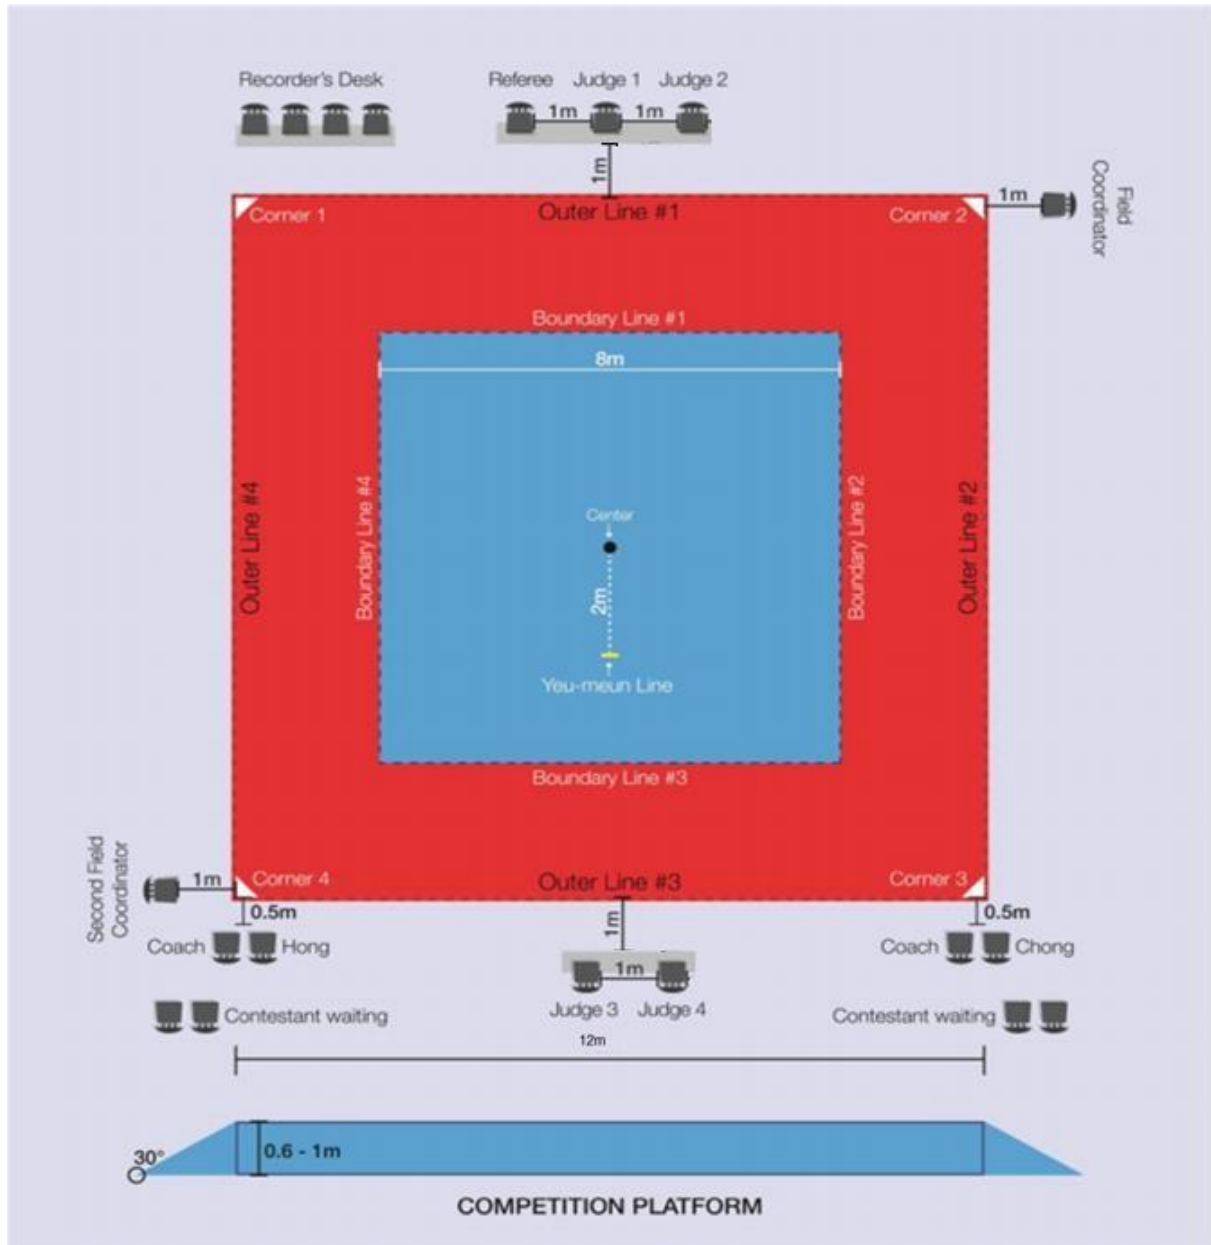 Recorder's Desk
Referee Judge 1 Judge 2
1m 1m
1m
Corner 1
Outer Line #1
Corner 2
1m
Field
Coordinator
Boundary Line #1
8m
Outer Line #4
Boundary Line #4
Center
2m
Yeu-meun Line
Boundary Line #2
Outer Line #2
Boundary Line #3
Second Field
Coordinator
1m
Corner 4
Outer Line #3
Corner 3
0.5m
1m
0.5m
Coach Hong
Coach Chong
1m
Judge 3 Judge 4
Contestant waiting
Contestant waiting
12m
30°
0.6 - 1m
COMPETITION PLATFORM